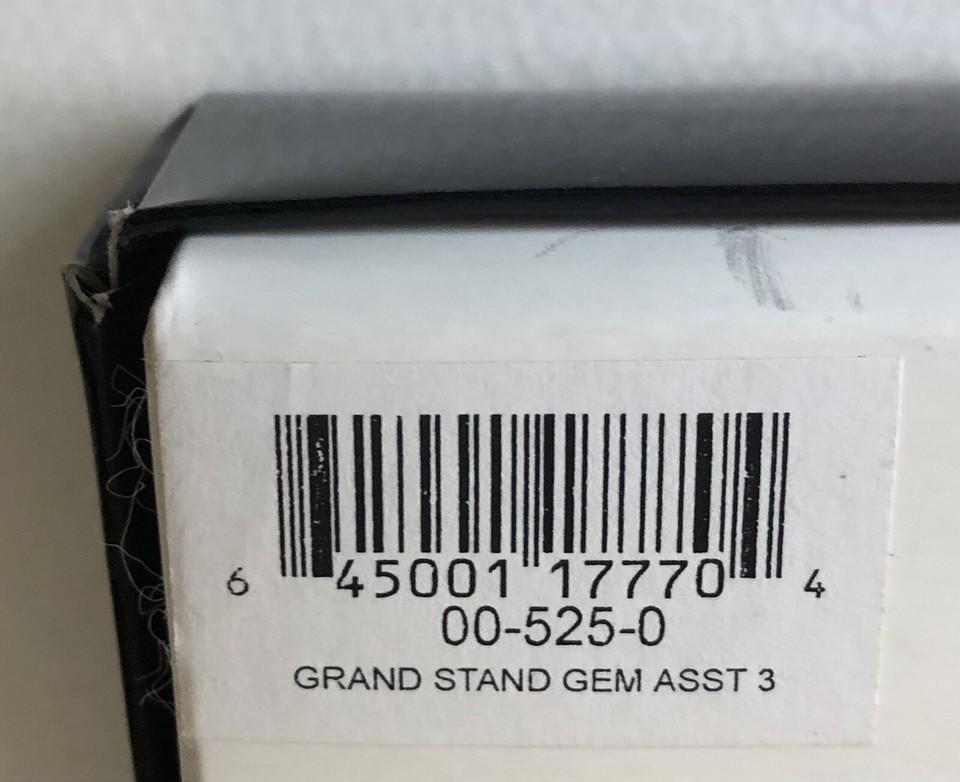 6 45001 17770 4
00-525-0
GRAND STAND GEM ASST 3